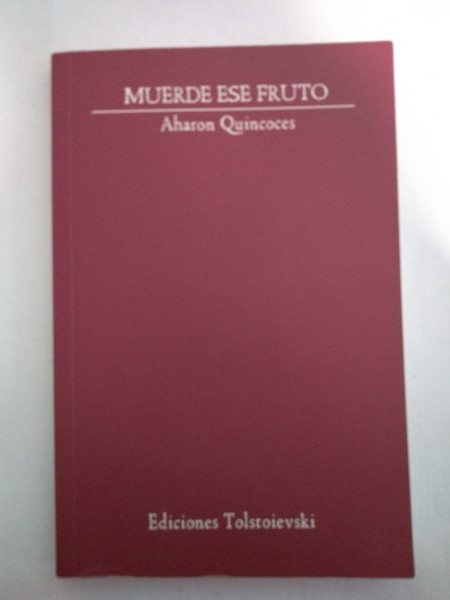 MUERDE ESE FRUTO
Aharon Quincoces
Ediciones Tolstoievski